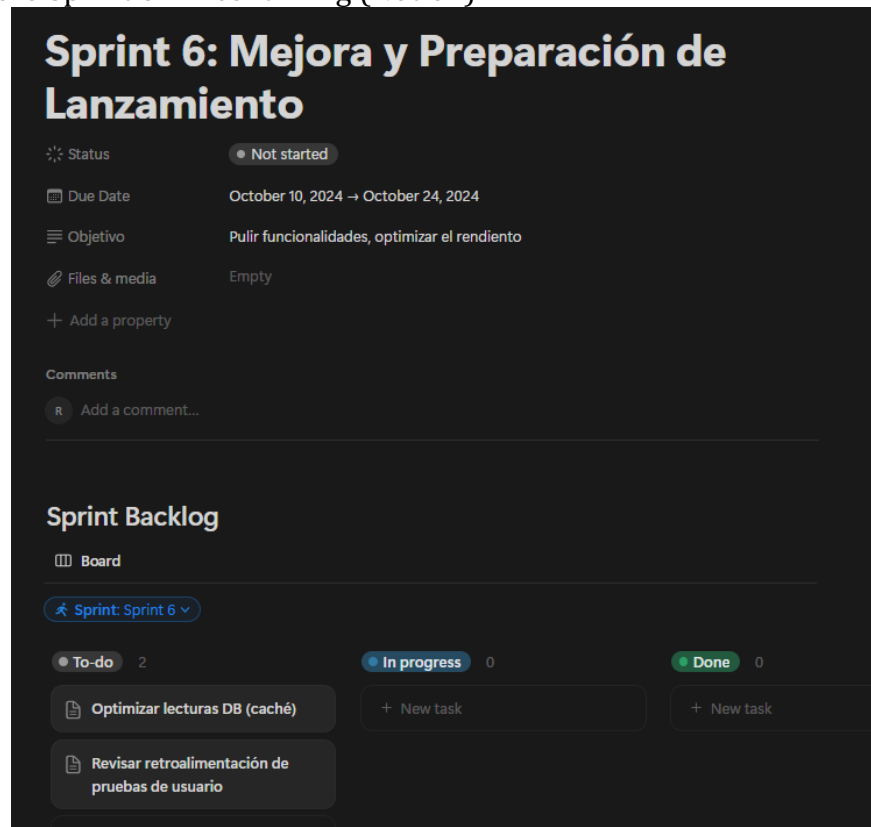 Sprint 6: Mejora y Preparación de
Lanzamiento
Status Not started
Due Date October 10, 2024 → October 24, 2024
Objetivo Pulir funcionalidades, optimizar el rendiento
Files & media Empty
+ Add a property
Comments
R Add a comment...
Sprint Backlog
Board
Sprint: Sprint 6
To-do 2 In progress 0 Done 0
Optimizar lecturas DB (caché) + New task + New task
Revisar retroalimentación de
pruebas de usuario